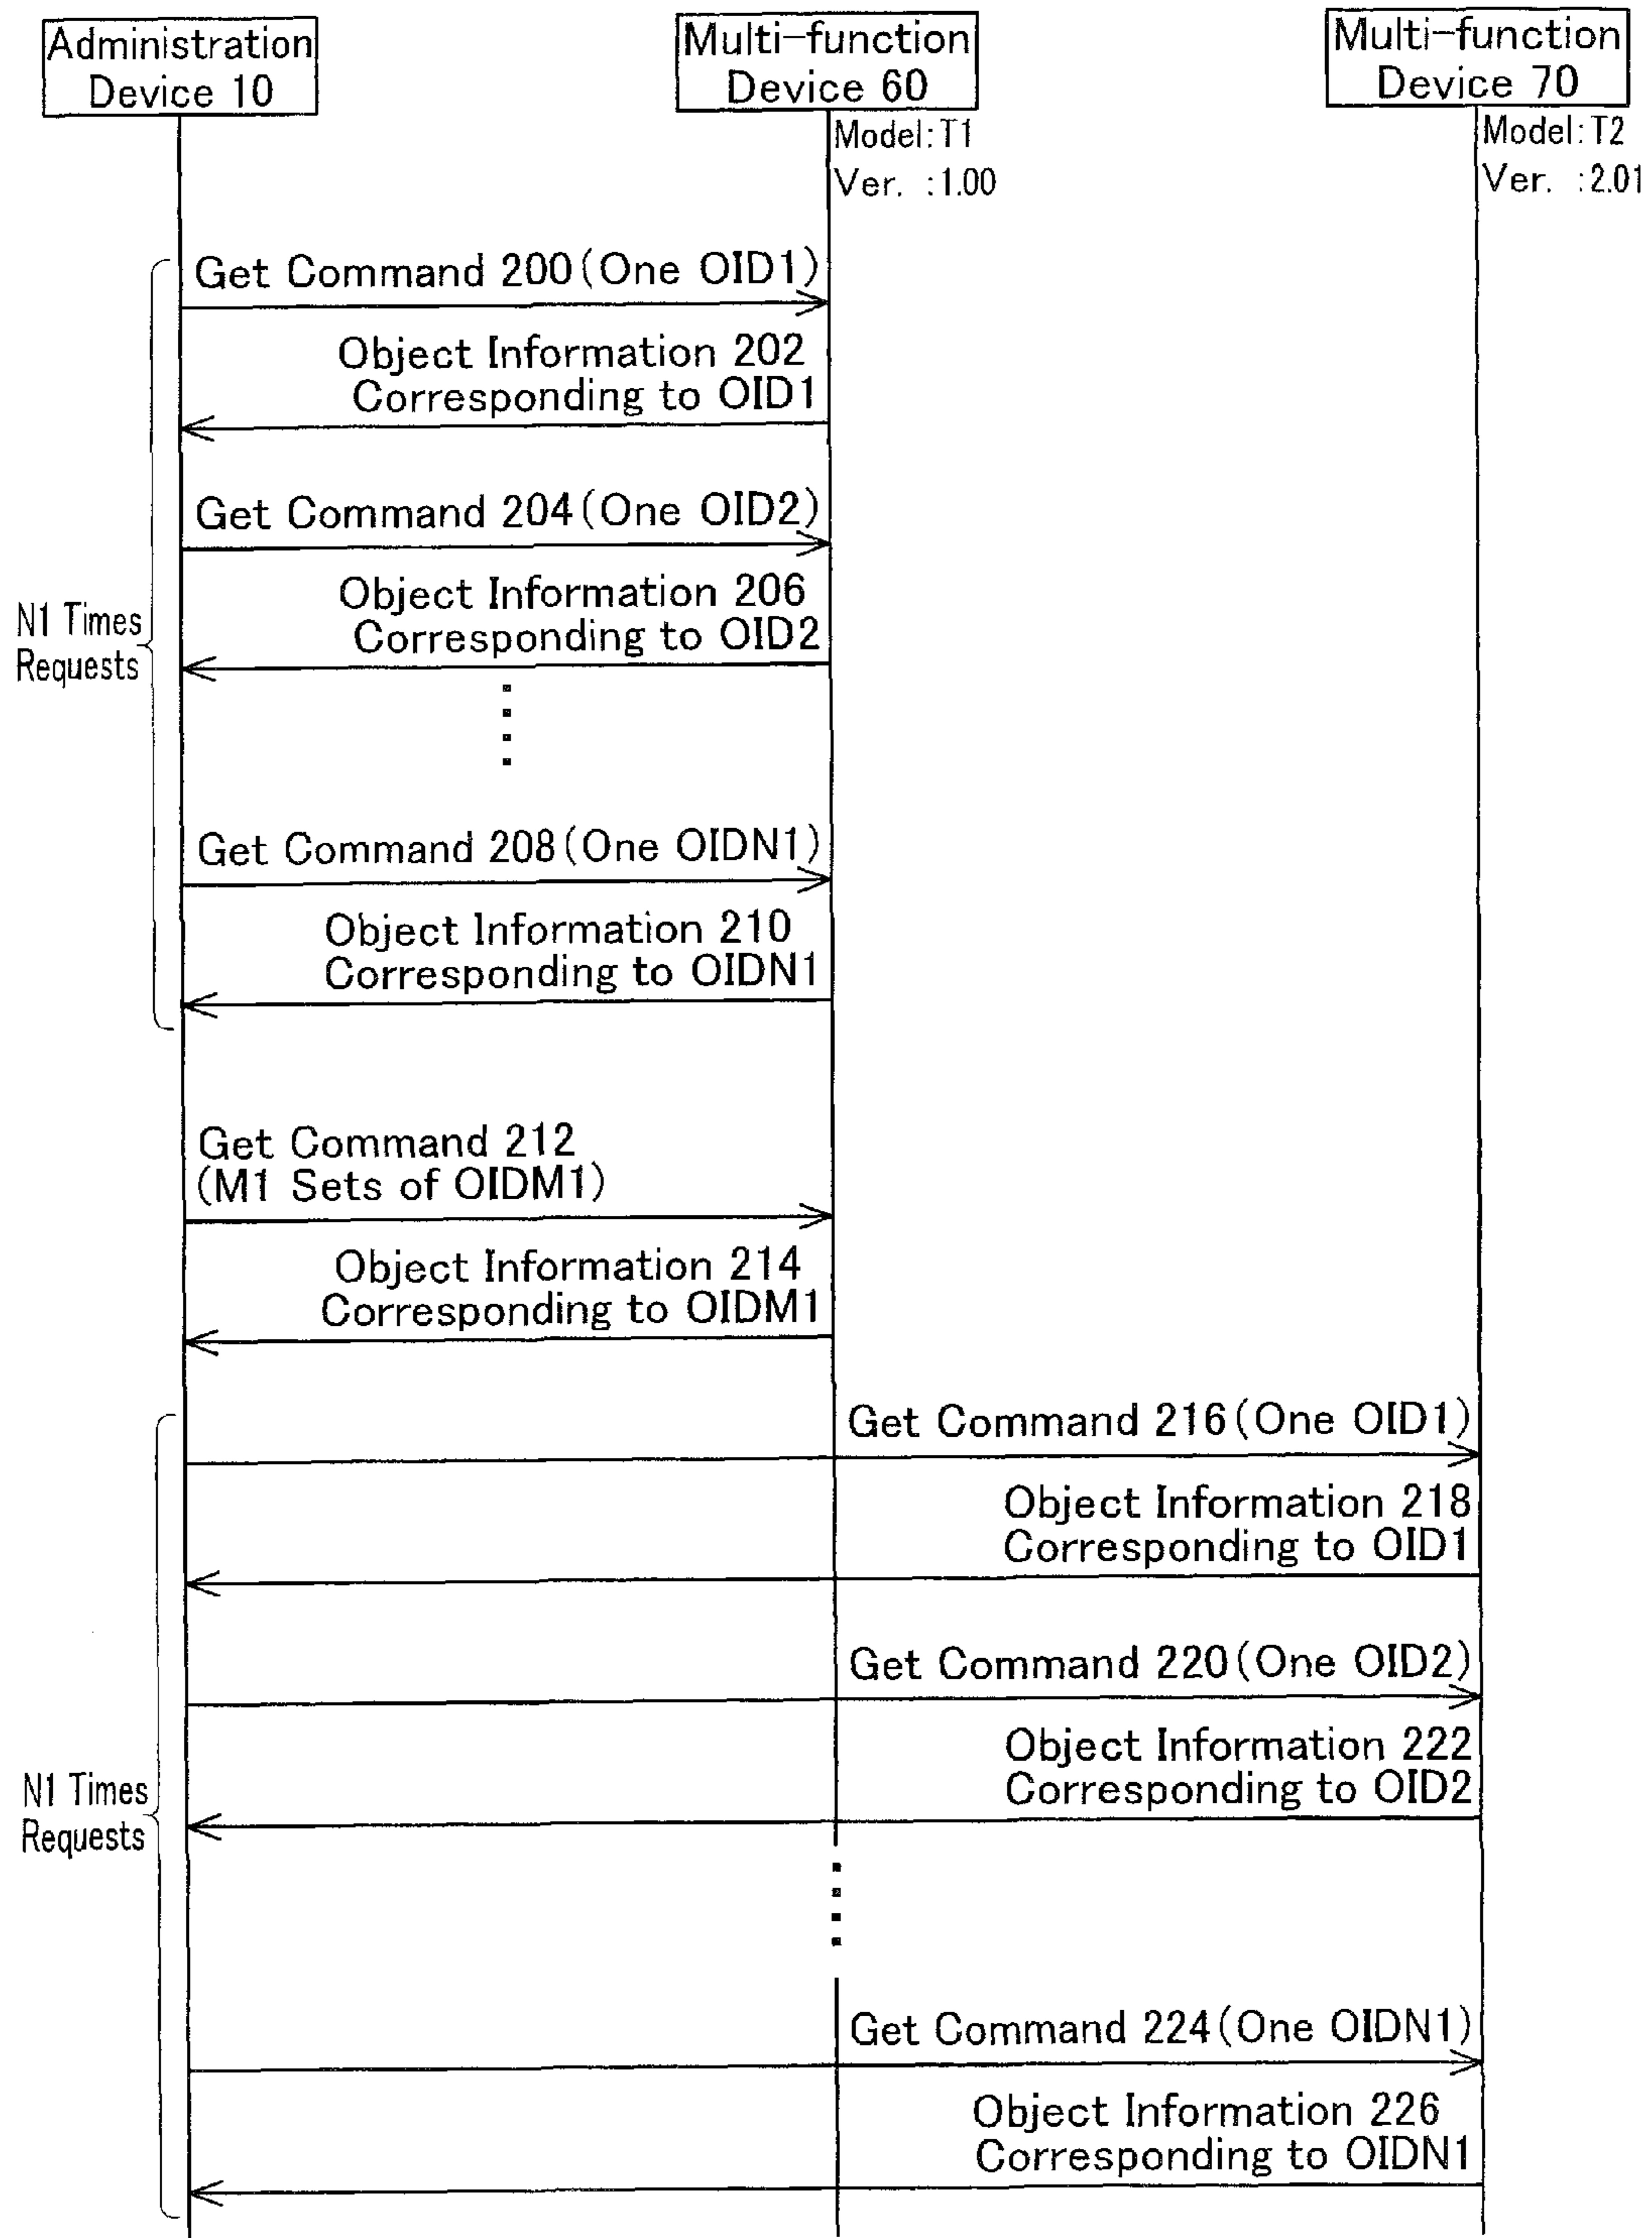 Administration
Device 10
Multi-function
Device 60
Multi-function
Device 70
Model:T1
Ver. :1.00
Model:T2
Ver. :2.01
Get Command 200(One OID1)
Object Information 202
Corresponding to OID1
Get Command 204(One OID2)
Object Information 206
Corresponding to OID2
N1 Times
Requests
Get Command 208(One OIDN1)
Object Information 210
Corresponding to OIDN1
Get Command 212
(M1 Sets of OIDM1)
Object Information 214
Corresponding to OIDM1
Get Command 216(One OID1)
Object Information 218
Corresponding to OID1
Get Command 220(One OID2)
Object Information 222
Corresponding to OID2
N1 Times
Requests
Get Command 224(One OIDN1)
Object Information 226
Corresponding to OIDN1